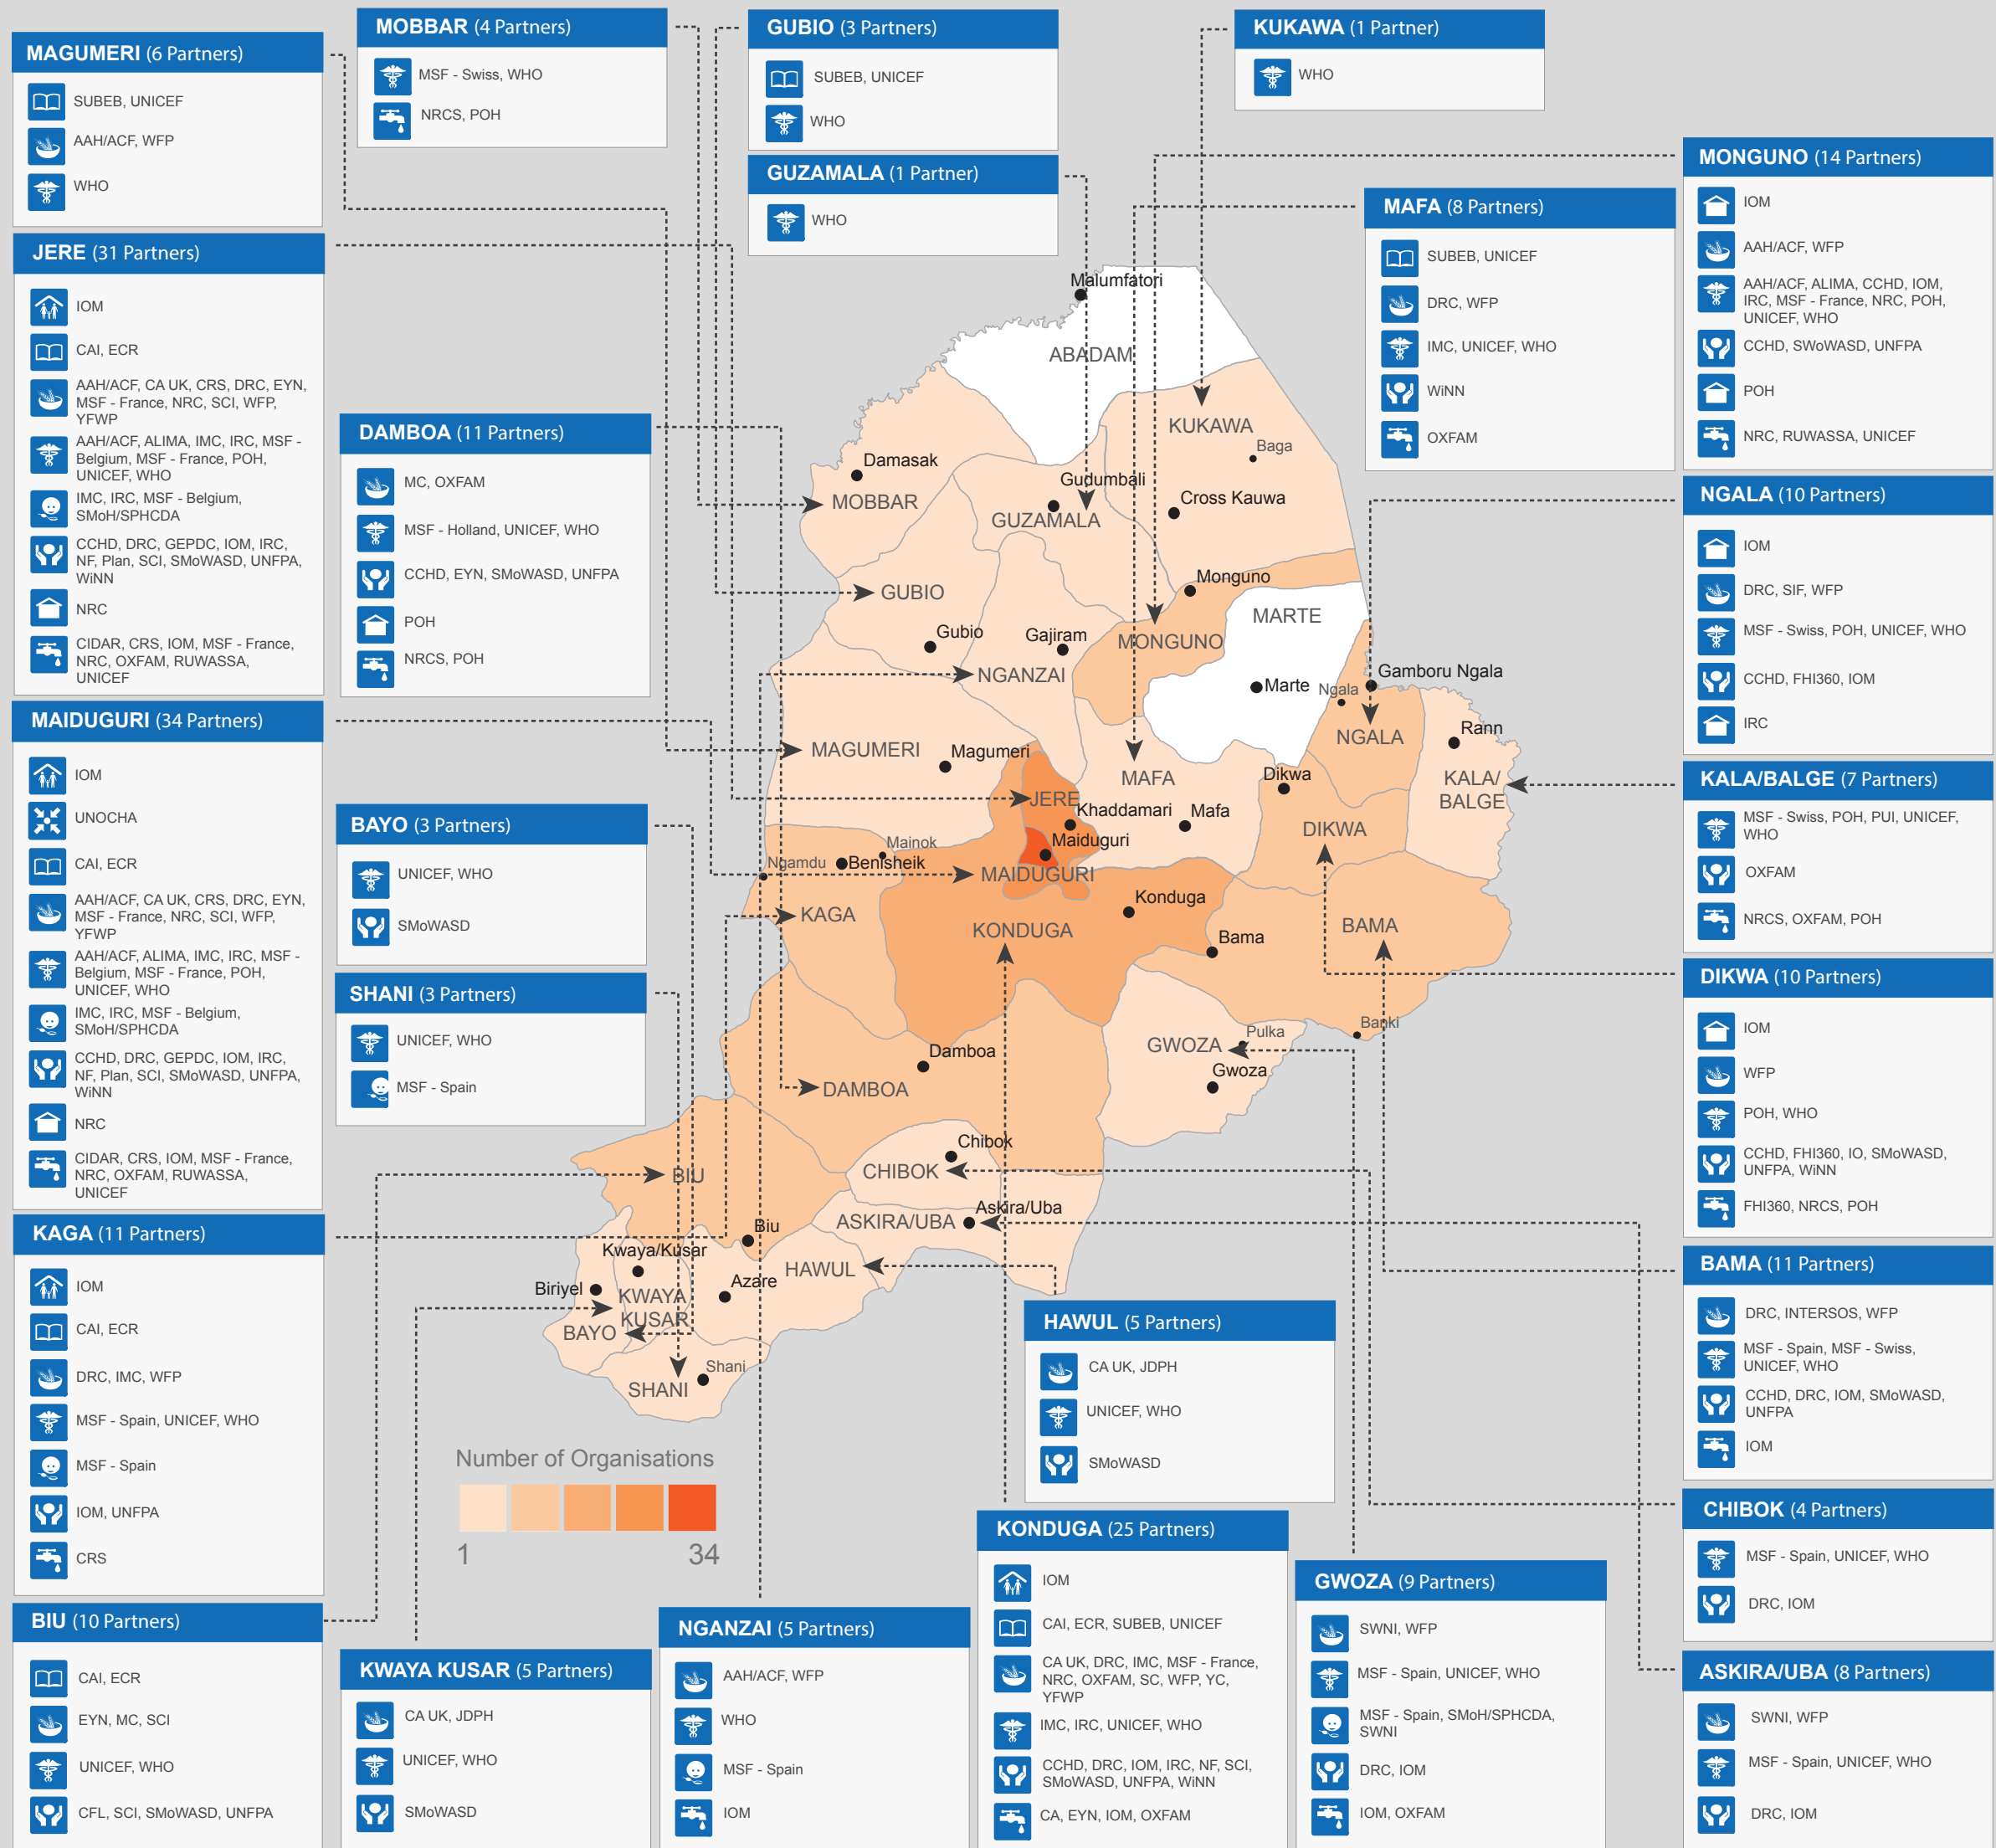 MAGUMERI (6 Partners)
SUBEB, UNICEF
AAH/ACF, WFP
WHO
MOBBAR (4 Partners)
MSF - Swiss, WHO
NRCS, POH
GUBIO (3 Partners)
SUBEB, UNICEF
WHO
GUZAMALA (1 Partner)
WHO
KUKAWA (1 Partner)
WHO
MAFA (8 Partners)
SUBEB, UNICEF
DRC, WFP
IMC, UNICEF, WHO
WiNN
OXFAM
MONGUNO (14 Partners)
IOM
AAH/ACF, WFP
AAH/ACF, ALIMA, CCHD, IOM,
IRC, MSF - France, NRC, POH,
UNICEF, WHO
CCHD, SWoWASD, UNFPA
POH
NRC, RUWASSA, UNICEF
JERE (31 Partners)
IOM
CAI, ECR
AAH/ACF, CA UK, CRS, DRC, EYN,
MSF - France, NRC, SCI, WFP,
YFWP
AAH/ACF, ALIMA, IMC, IRC, MSF -
Belgium, MSF - France, POH,
UNICEF, WHO
IMC, IRC, MSF - Belgium,
SMoH/SPHCDA
CCHD, DRC, GEPDC, IOM, IRC,
NF, Plan, SCI, SMoWASD, UNFPA,
WiNN
NRC
CIDAR, CRS, IOM, MSF - France,
NRC, OXFAM, RUWASSA,
UNICEF
DAMBOA (11 Partners)
MC, OXFAM
MSF - Holland, UNICEF, WHO
CCHD, EYN, SMoWASD, UNFPA
POH
NRCS, POH
NGALA (10 Partners)
IOM
DRC, SIF, WFP
MSF - Swiss, POH, UNICEF, WHO
CCHD, FHI360, IOM
IRC
MAIDUGURI (34 Partners)
IOM
UNOCHA
CAI, ECR
AAH/ACF, CA UK, CRS, DRC, EYN,
MSF - France, NRC, SCI, WFP,
YFWP
AAH/ACF, ALIMA, IMC, IRC, MSF -
Belgium, MSF - France, POH,
UNICEF, WHO
IMC, IRC, MSF - Belgium,
SMoH/SPHCDA
CCHD, DRC, GEPDC, IOM, IRC,
NF, Plan, SCI, SMoWASD, UNFPA,
WiNN
NRC
CIDAR, CRS, IOM, MSF - France,
NRC, OXFAM, RUWASSA,
UNICEF
BAYO (3 Partners)
UNICEF, WHO
SMoWASD
SHANI (3 Partners)
UNICEF, WHO
MSF - Spain
KALA/BALGE (7 Partners)
MSF - Swiss, POH, PUI, UNICEF,
WHO
OXFAM
NRCS, OXFAM, POH
DIKWA (10 Partners)
IOM
WFP
POH, WHO
CCHD, FHI360, IO, SMoWASD,
UNFPA, WiNN
FHI360, NRCS, POH
Malumfatori
ABADAM
KUKAWA
Baga
Damasak
MOBBAR
Gudumbali
GUZAMALA
Cross Kauwa
GUBIO
Monguno
MARTE
Gubio
Gajiram
MONGUNO
NGANZAI
Marte
Ngala
Gamboru Ngala
NGALA
Rann
MAGUMERI
Magumeri
MAFA
Dikwa
KALA/
BALGE
JERE
Khaddamari
Mafa
DIKWA
Mainok
Maiduguri
Ngamdu
Benisheik
MAIDUGURI
Konduga
KAGA
KONDUGA
BAMA
Bama
Banki
Pulka
GWOZA
Gwoza
Damboa
DAMBOA
Chibok
CHIBOK
BIU
Askira/Uba
ASKIRA/UBA
Biu
Kwaya/Kusar
HAWUL
Biriyel
Azare
KWAYA
KUSAR
BAYO
Shani
SHANI
Number of Organisations
1
34
KAGA (11 Partners)
IOM
CAI, ECR
DRC, IMC, WFP
MSF - Spain, UNICEF, WHO
MSF - Spain
IOM, UNFPA
CRS
BAMA (11 Partners)
DRC, INTERSOS, WFP
MSF - Spain, MSF - Swiss,
UNICEF, WHO
CCHD, DRC, IOM, SMoWASD,
UNFPA
IOM
HAWUL (5 Partners)
CA UK, JDPH
UNICEF, WHO
SMoWASD
CHIBOK (4 Partners)
MSF - Spain, UNICEF, WHO
DRC, IOM
BIU (10 Partners)
CAI, ECR
EYN, MC, SCI
UNICEF, WHO
CFL, SCI, SMoWASD, UNFPA
KWAYA KUSAR (5 Partners)
CA UK, JDPH
UNICEF, WHO
SMoWASD
NGANZAI (5 Partners)
AAH/ACF, WFP
WHO
MSF - Spain
IOM
KONDUGA (25 Partners)
IOM
CAI, ECR, SUBEB, UNICEF
CA UK, DRC, IMC, MSF - France,
NRC, OXFAM, SC, WFP, YC,
YFWP
IMC, IRC, UNICEF, WHO
CCHD, DRC, IOM, IRC, NF, SCI,
SMoWASD, UNFPA, WiNN
CA, EYN, IOM, OXFAM
GWOZA (9 Partners)
SWNI, WFP
MSF - Spain, UNICEF, WHO
MSF - Spain, SMoH/SPHCDA,
SWNI
DRC, IOM
IOM, OXFAM
ASKIRA/UBA (8 Partners)
SWNI, WFP
MSF - Spain, UNICEF, WHO
DRC, IOM